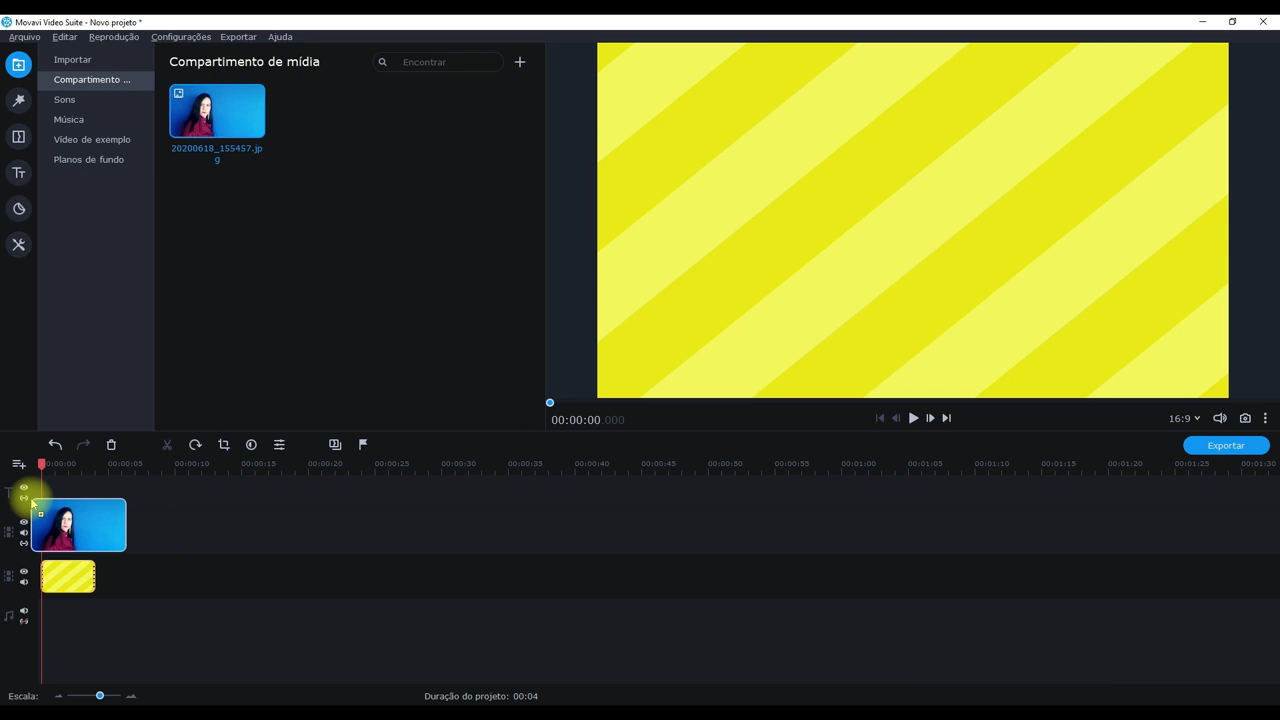 Movavi Video Suite - Novo projeto *
Arquivo Editar Reprodução Configurações Exportar Ajuda
Importar
Compartimento ...
Sons
Música
Vídeo de exemplo
Planos de fundo
Compartimento de mídia
Encontrar
20200618_155457.jp
g
00:00:00.000
16:9
Exportar
0:00:00 00:00:05 00:00:10 00:00:15 00:00:20 00:00:25 00:00:30 00:00:35 00:00:40 00:00:45 00:00:50 00:00:55 00:01:00 00:01:05 00:01:10 00:01:15 00:01:20 00:01:25 00:01:30
Escala:
Duração do projeto: 00:04